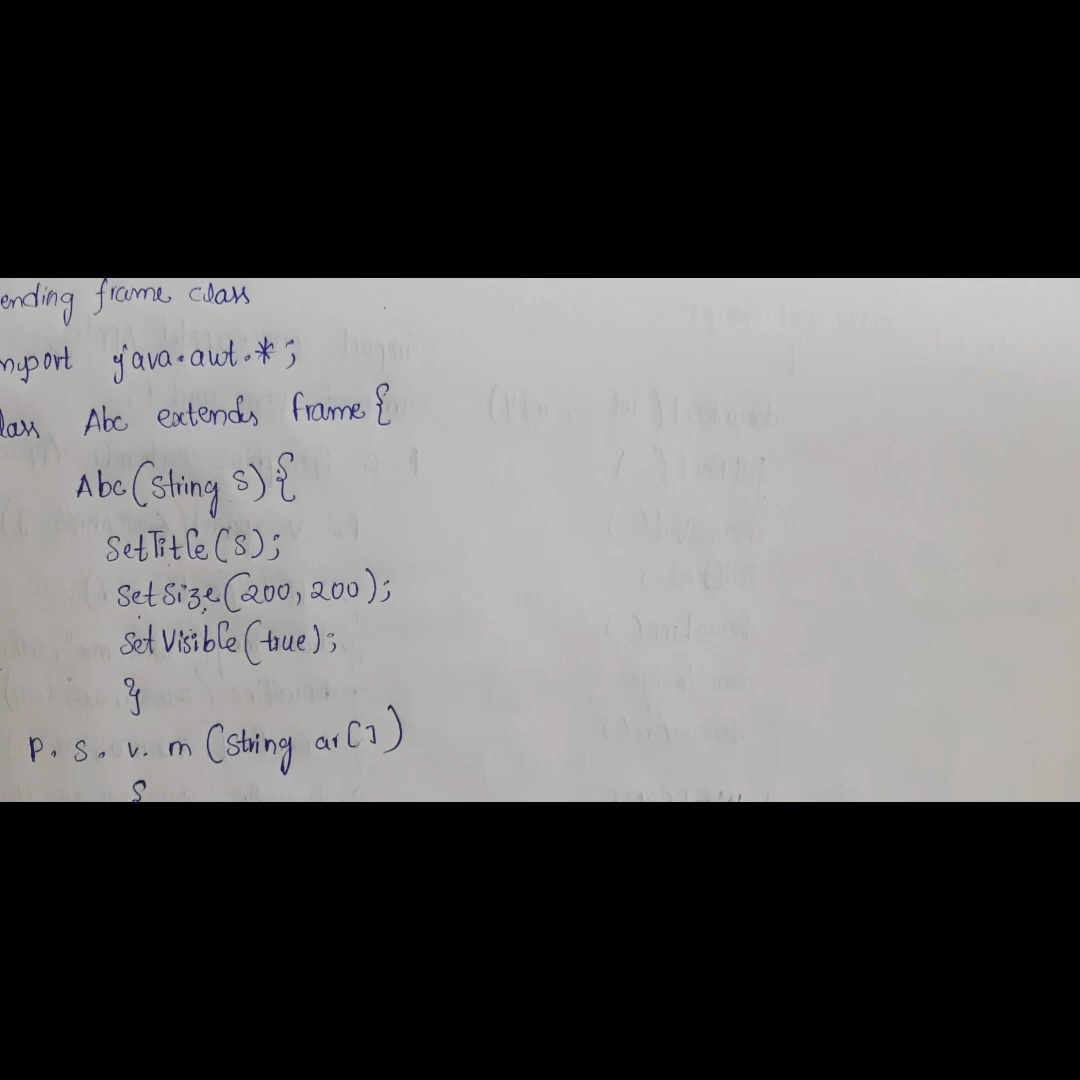 ending frame class
mport java.awt.*;
lass Abc extends frame{
Abc(String S){
SetTitle(S);
SetSize(200, 200);
Set Visible(true);
}
P. S. v. m (String ar[])
{